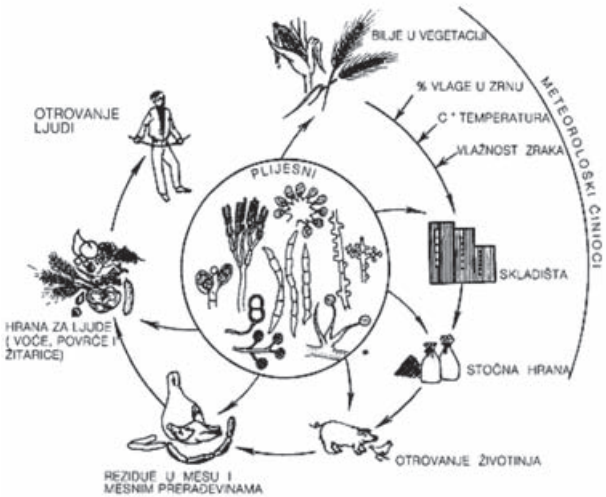 BILJE U VEGETACIJI
% VLAGE U ZRNU
C° TEMPERATURA
VLAŽNOST ZRAKA
METEOROLOŠKI ČINIOCI
OTROVANJE
LJUDI
PLIJESNI
SKLADIŠTA
HRANA ZA LJUDE
( VOĆE, POVRĆE I
ŽITARICE)
STOČNA HRANA
OTROVANJE ŽIVOTINJA
REZIDUE U MESU I
MESNIM PRERAĐEVINAMA